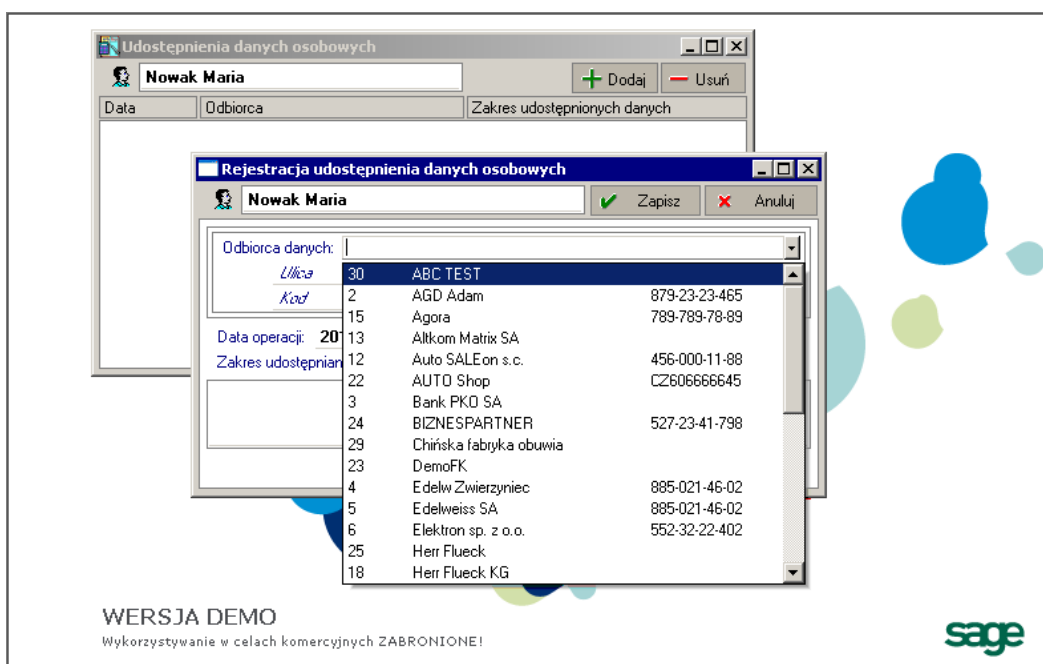 Udostępnienia danych osobowych
Nowak Maria
Dodaj
Usuń
Data Odbiorca Zakres udostępnionych danych
Rejestracja udostępnienia danych osobowych
Nowak Maria
Zapisz
Anuluj
Odbiorca danych:
Ulica
Kod
Data operacji: 201
Zakres udostępnian
30 ABC TEST
2 AGD Adam 879-23-23-465
15 Agora 789-789-78-89
13 Altkom Matrix SA
12 Auto SALEon s.c. 456-000-11-88
22 AUTO Shop CZ606666645
3 Bank PKO SA
24 BIZNESPARTNER 527-23-41-798
29 Chińska fabryka obuwia
23 DemoFK
4 Edelw Zwierzyniec 885-021-46-02
5 Edelweiss SA 885-021-46-02
6 Elektron sp. z o.o. 552-32-22-402
25 Herr Flueck
18 Herr Flueck KG
WERSJA DEMO
Wykorzystywanie w celach komercyjnych ZABRONIONE!
sage